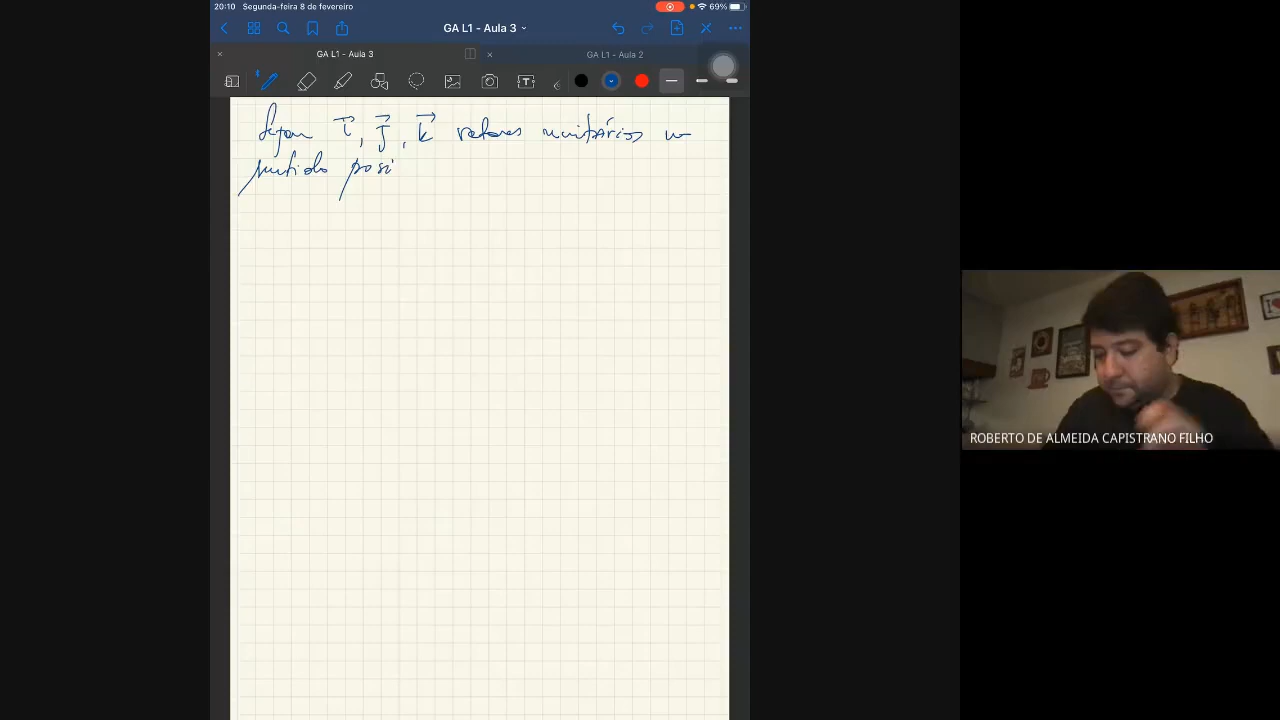 20:10 Segunda-feira 8 de fevereiro
69%
GA L1 - Aula 3
GA L1 - Aula 3
GA L1 - Aula 2
Sejam i, j, k vetores unitários no
sentido posi
ROBERTO DE ALMEIDA CAPISTRANO FILHO